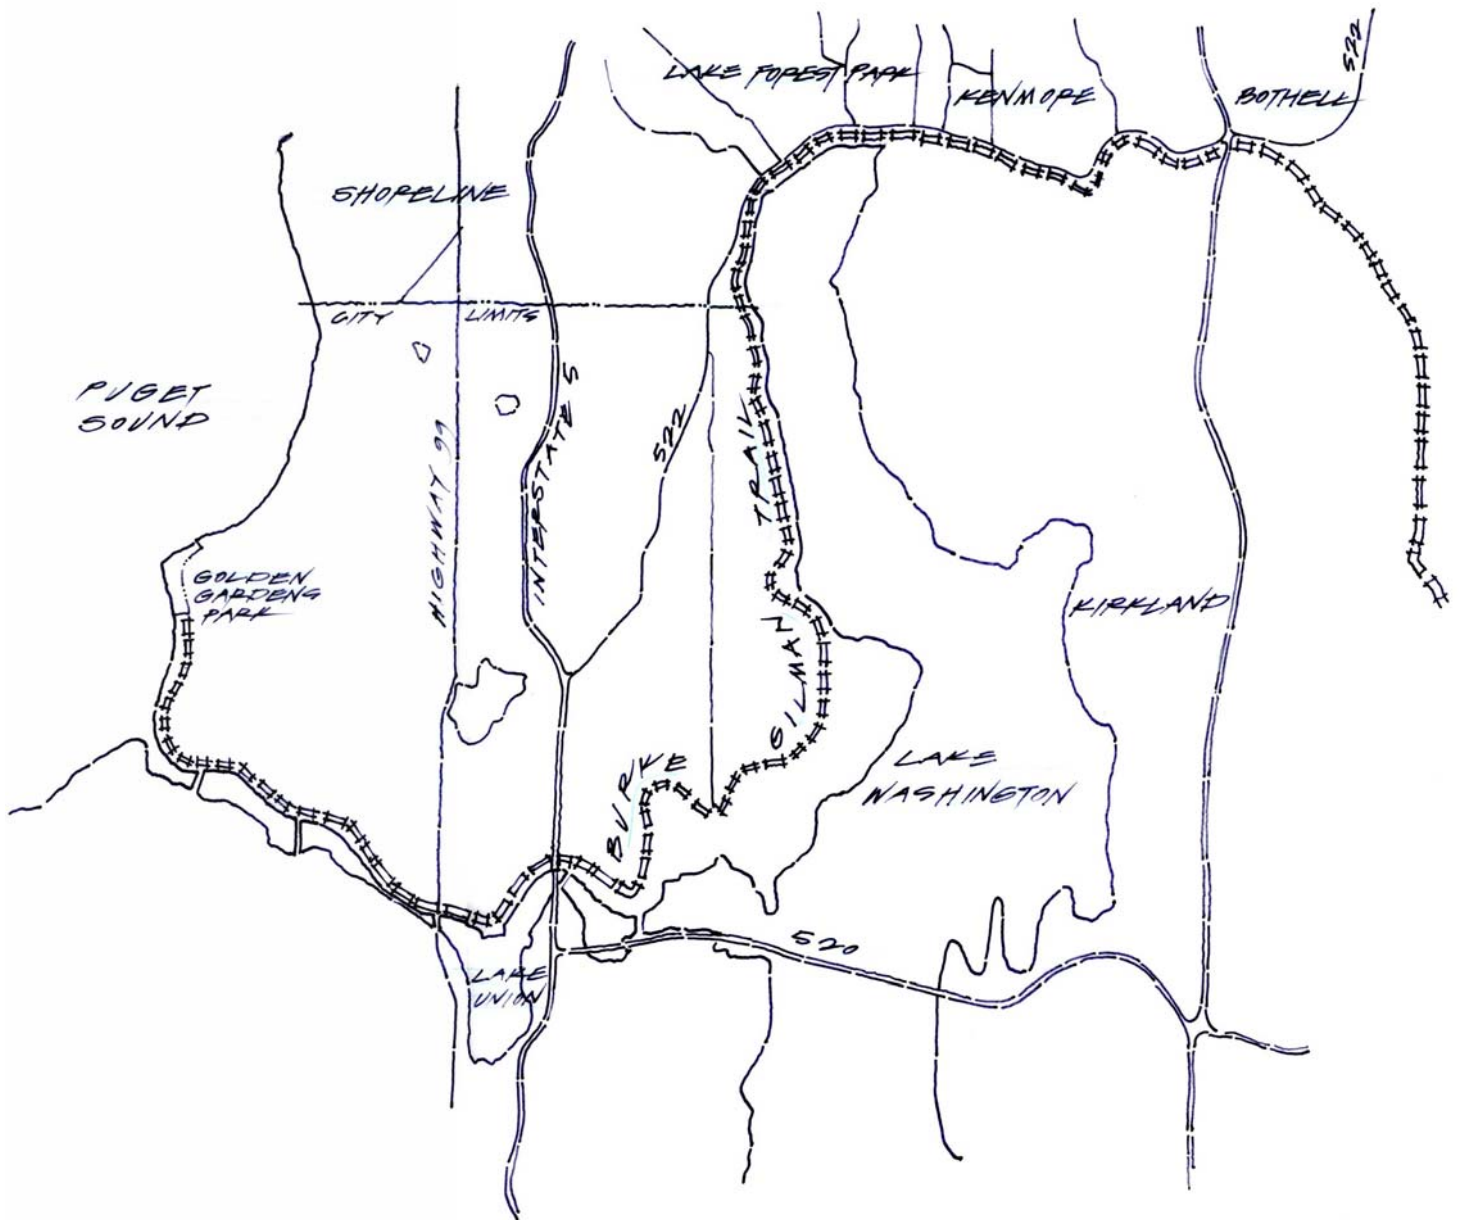 LAKE FOREST PARK
KENMORE
BOTHELL
522
SHORELINE
CITY LIMITS
PUGET
SOUND
HIGHWAY 99
INTERSTATE 5
522
BURKE GILMAN TRAIL
GOLDEN
GARDENS
PARK
KIRKLAND
LAKE
WASHINGTON
520
LAKE
UNION